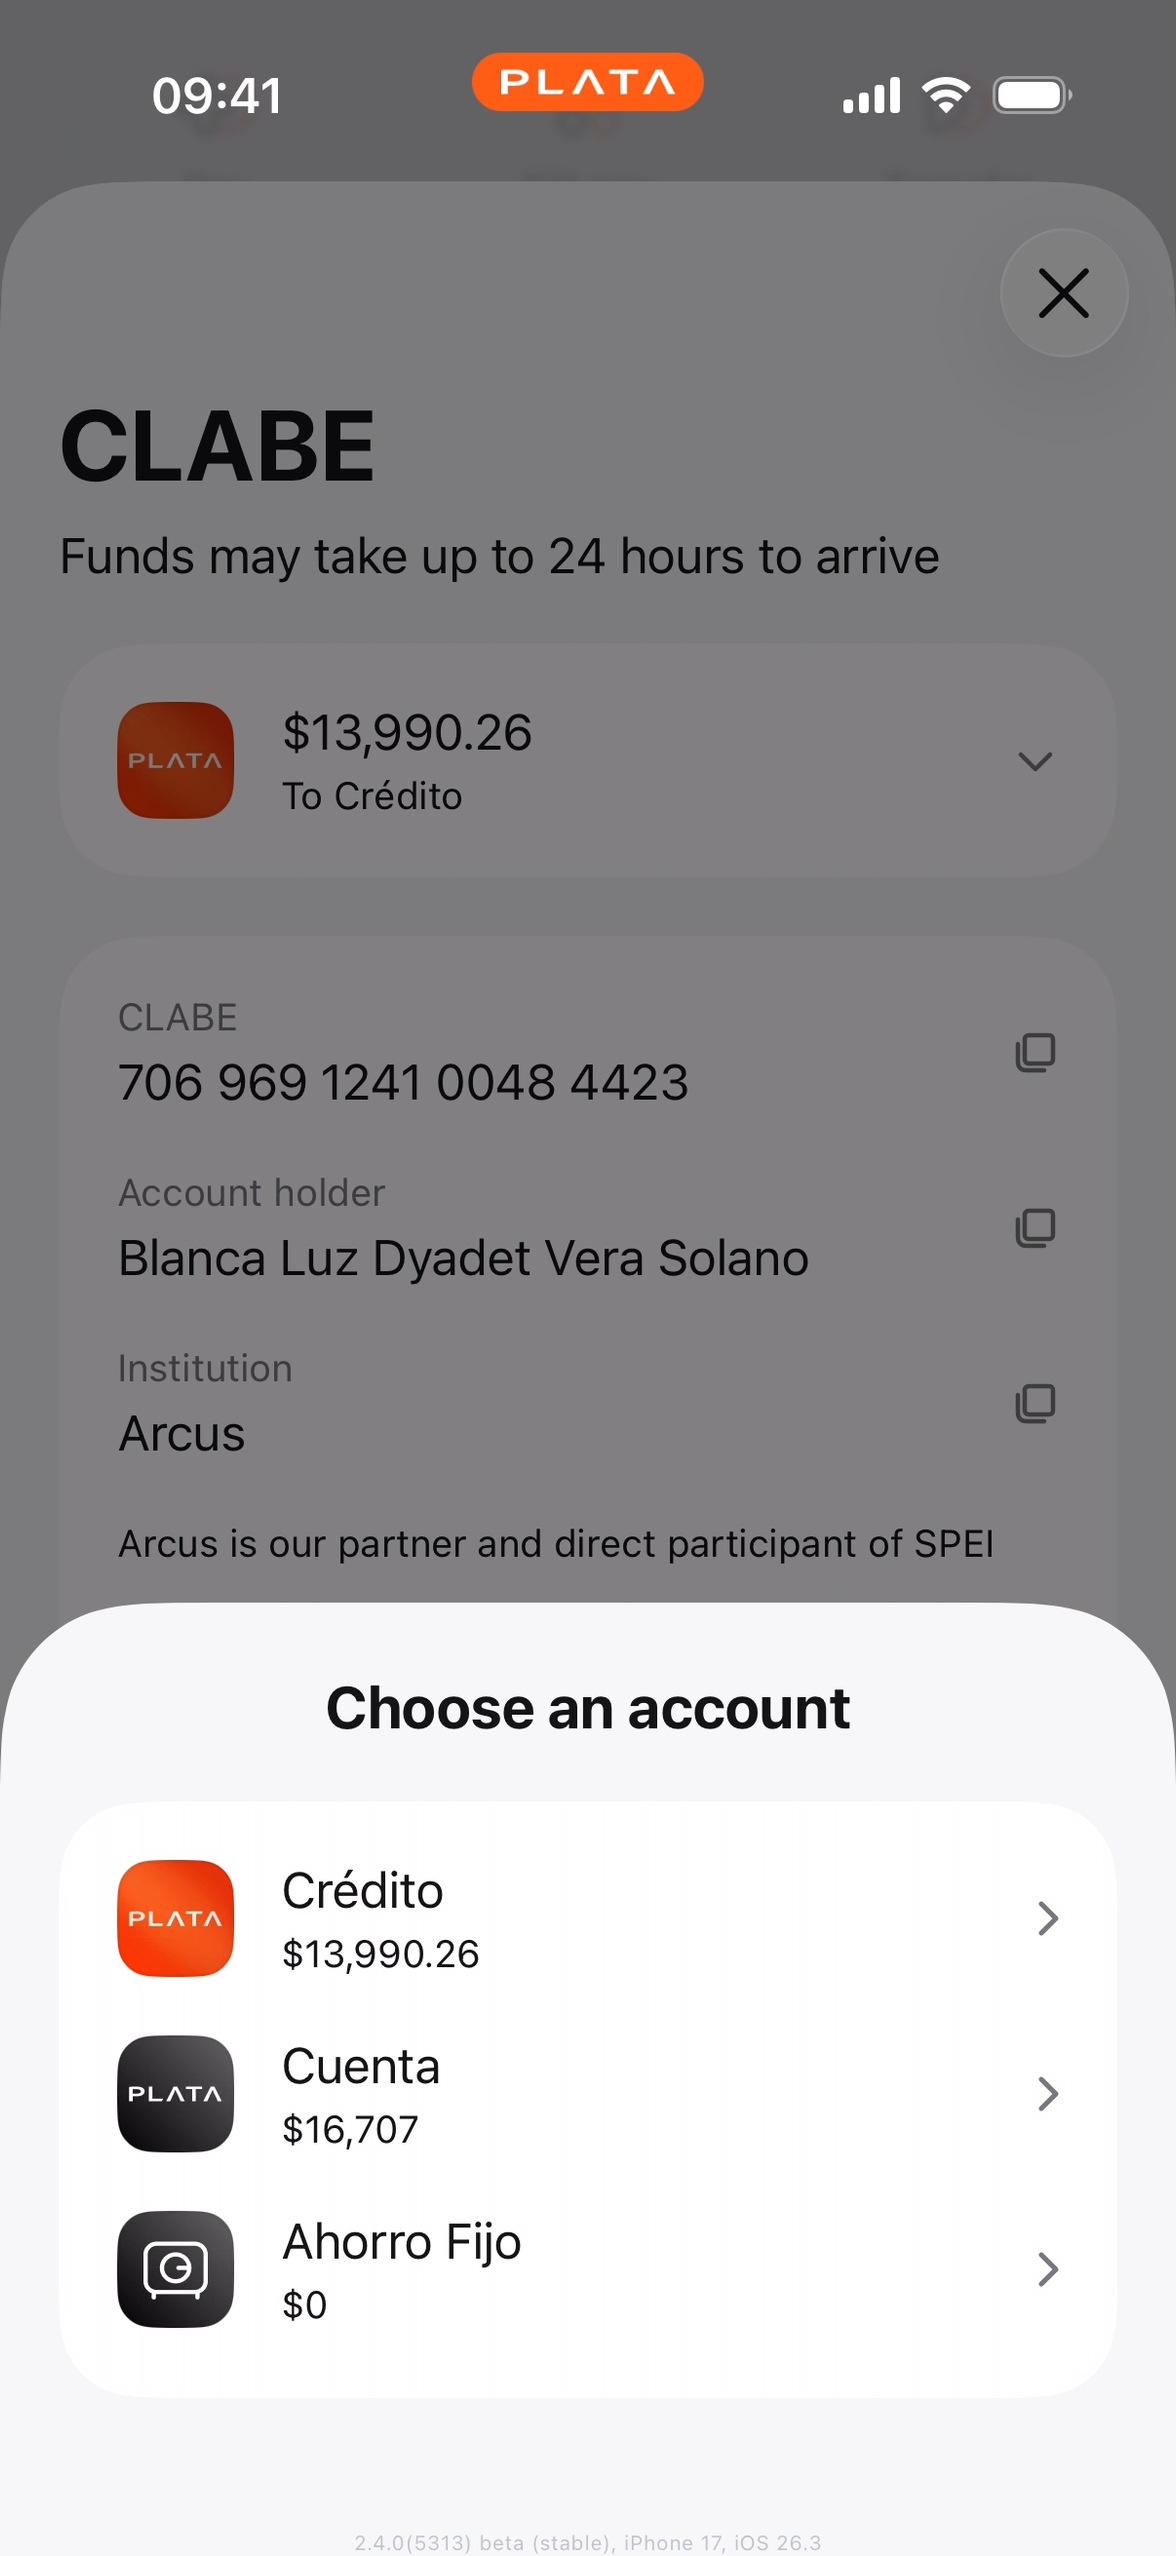 09:41
PLATA
CLABE
Funds may take up to 24 hours to arrive
PLATA
$13,990.26
To Crédito
CLABE
706 969 1241 0048 4423
Account holder
Blanca Luz Dyadet Vera Solano
Institution
Arcus
Arcus is our partner and direct participant of SPEI
Choose an account
PLATA
Crédito
$13,990.26
PLATA
Cuenta
$16,707
Ahorro Fijo
$0
2.4.0(5313) beta (stable), iPhone 17, iOS 26.3